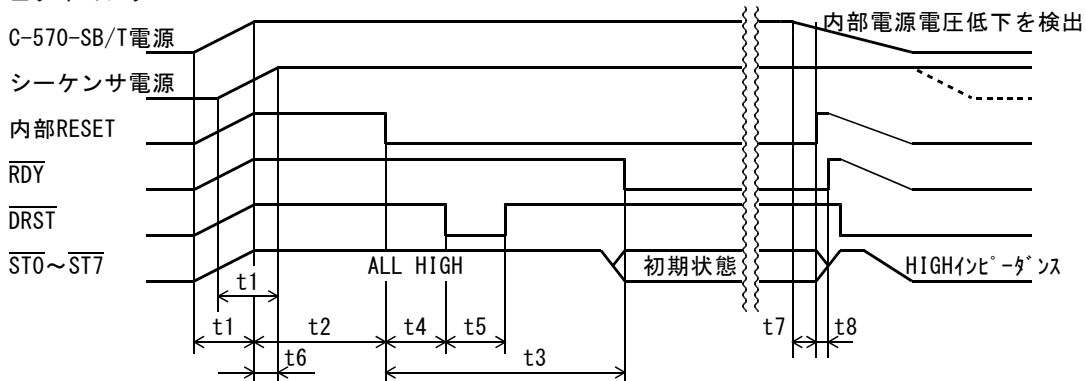 C-570-SB/T電源
内部電源電圧低下を検出
シーケンサ電源
内部RESET
RDY
DRST
ST0～ST7
ALL HIGH
初期状態
HIGHインピーダンス
t1
t1
t2
t4
t5
t7
t8
t6
t3